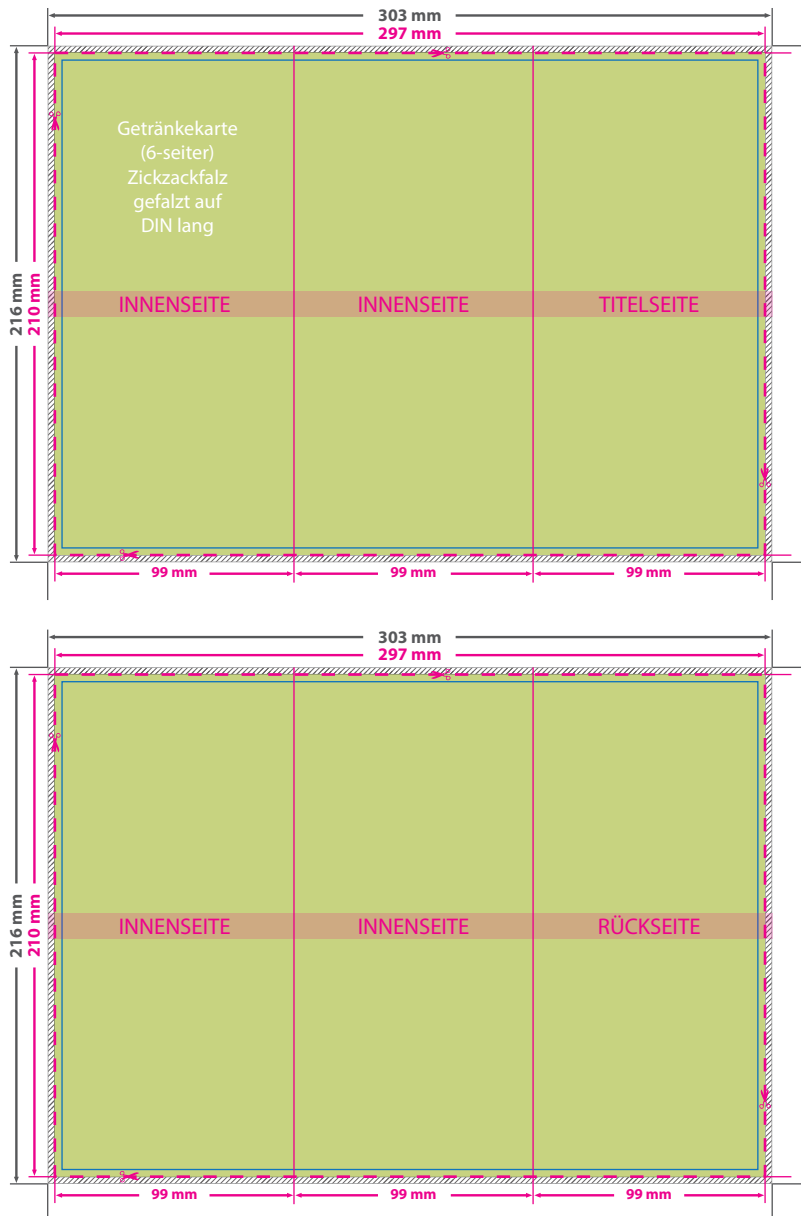 303 mm
297 mm
216 mm
210 mm
Getränkekarte
(6-seiter)
Zickzackfalz
gefalzt auf
DIN lang
INNENSEITE
INNENSEITE
TITELSEITE
99 mm
99 mm
99 mm
303 mm
297 mm
216 mm
210 mm
INNENSEITE
INNENSEITE
RÜCKSEITE
99 mm
99 mm
99 mm